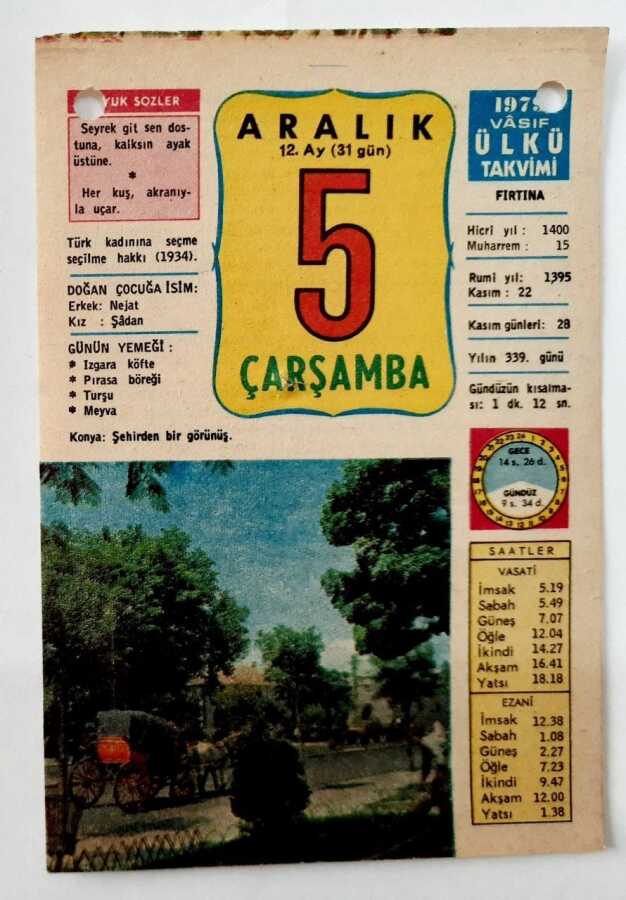 YÜK SÖZLER
Seyrek git sen dos-
tuna, kalksın ayak
üstüne.
*
Her kuş, akranıy-
la uçar.
Türk kadınına seçme
seçilme hakkı (1934).
DOĞAN ÇOCUĞA İSİM:
Erkek: Nejat
Kız : Şâdan
GÜNÜN YEMEĞİ :
* Izgara köfte
* Pırasa böreği
* Turşu
* Meyva
ARALIK
12. Ay (31 gün)
5
ÇARŞAMBA
1979
VÂSIF
ÜLKÜ
TAKVİMİ
FIRTINA
Hicrî yıl : 1400
Muharrem : 15
Rumî yıl: 1395
Kasım : 22
Kasım günleri: 28
Yılın 339. günü
Gündüzün kısalma-
sı: 1 dk. 12 sn.
Konya: Şehirden bir görünüş.
GECE
14 s. 26 d.
GÜNDÜZ
9 s. 34 d.
SAATLER
VASATİ
İmsak 5.19
Sabah 5.49
Güneş 7.07
Öğle 12.04
İkindi 14.27
Akşam 16.41
Yatsı 18.18
EZANİ
İmsak 12.38
Sabah 1.08
Güneş 2.27
Öğle 7.23
İkindi 9.47
Akşam 12.00
Yatsı 1.38